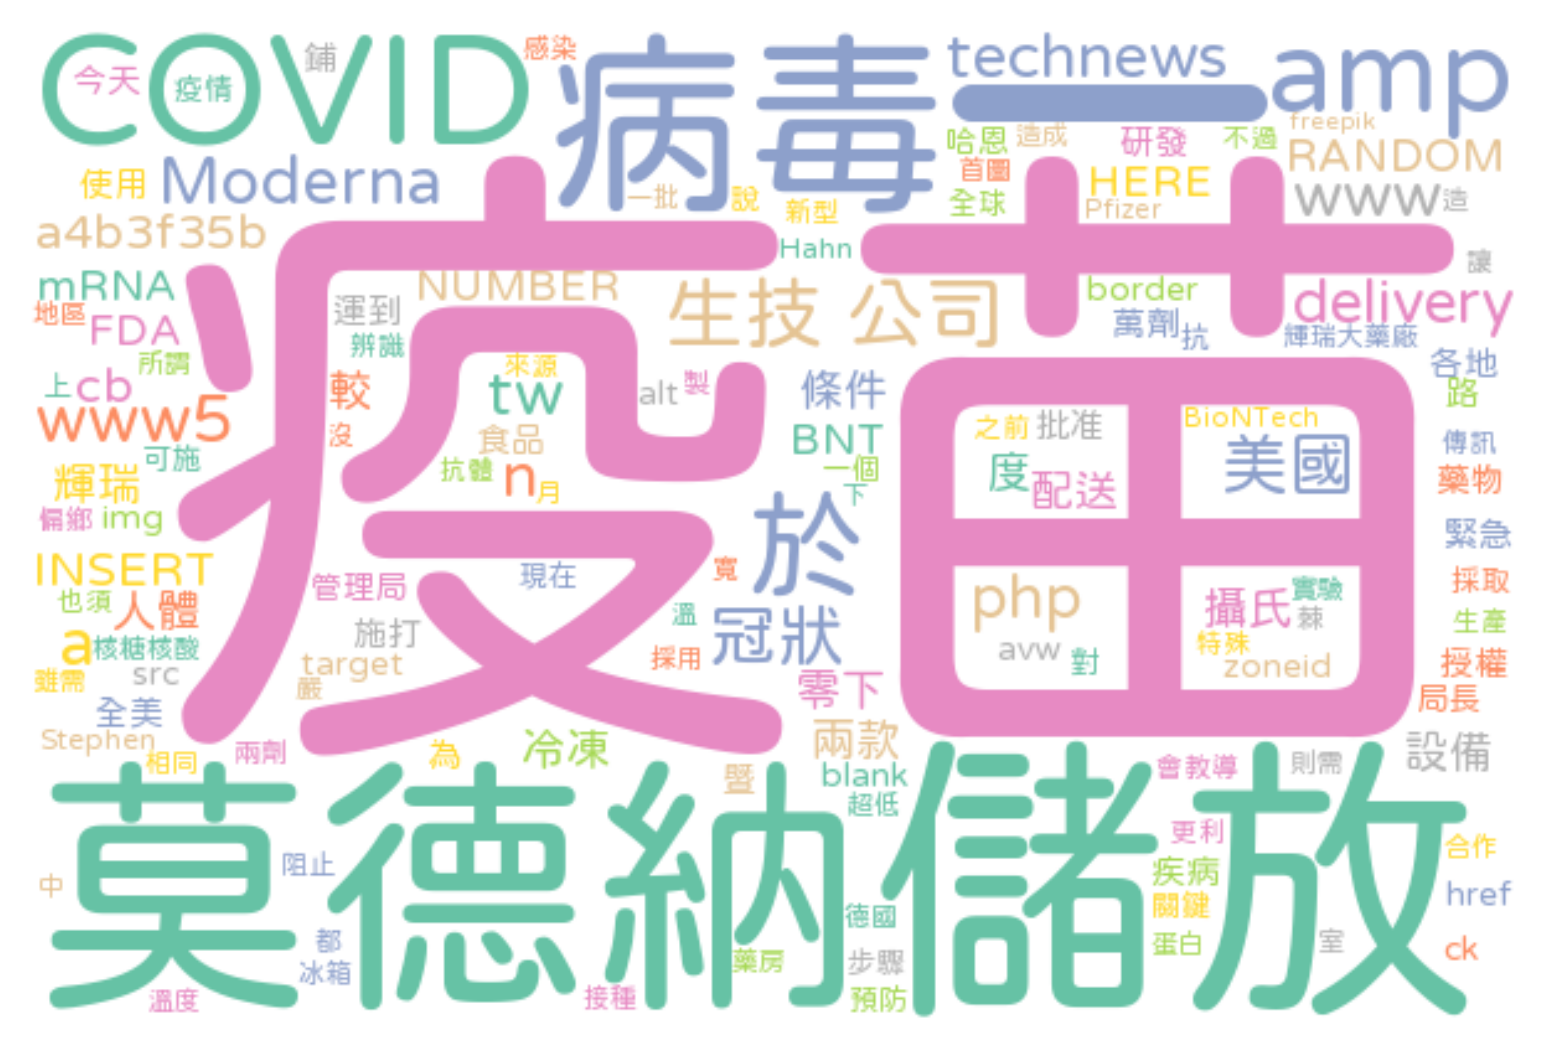 COVID
今天
疫情
鋪
感染
病毒
technews
一
amp
freepik
哈恩
造成
研發
不過
RANDOM
使用
Moderna
一批
說
新型
首圖
全球
HERE
Pfizer
www
造
a4b3f35b
疫苗
Hahn
讓
mRNA
NUMBER
生技 公司
border
delivery
地區
FDA
運到
萬劑
抗
輝瑞大藥廠
所謂
辨識
來源
各地
上
cb
較
tw
alt
製
條件
路
www5
沒
食品
BNT
之前
批准
BioNTech
傳訊
可施
抗體
n
月
一個
下
度
配送
美國
藥物
輝瑞
偏鄉
img
於
緊急
INSERT
管理局
現在
寬
php
攝氏
實驗
採取
也須
人體
施打
溫
冠狀
棘
生產
a
核糖核酸
target
採用
avw
對
特殊
zoneid
授權
雖需
src
嚴
零下
局長
全美
Stephen
相同
兩劑
為
冷凍
兩款
設備
暨
blank
會教導
則需
超低
莫德納
儲放
更利
合作
阻止
疾病
中
關鍵
href
德國
都
冰箱
藥房
步驟
蛋白
室
ck
溫度
接種
預防